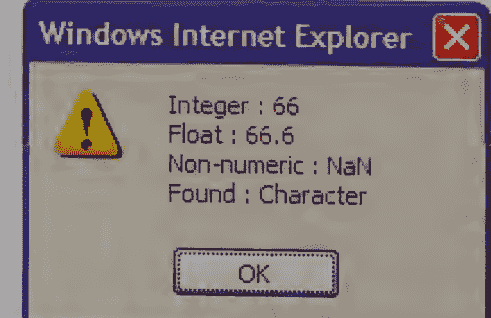 Windows Internet Explorer
Integer : 66
Float : 66.6
Non-numeric : NaN
Found : Character
OK